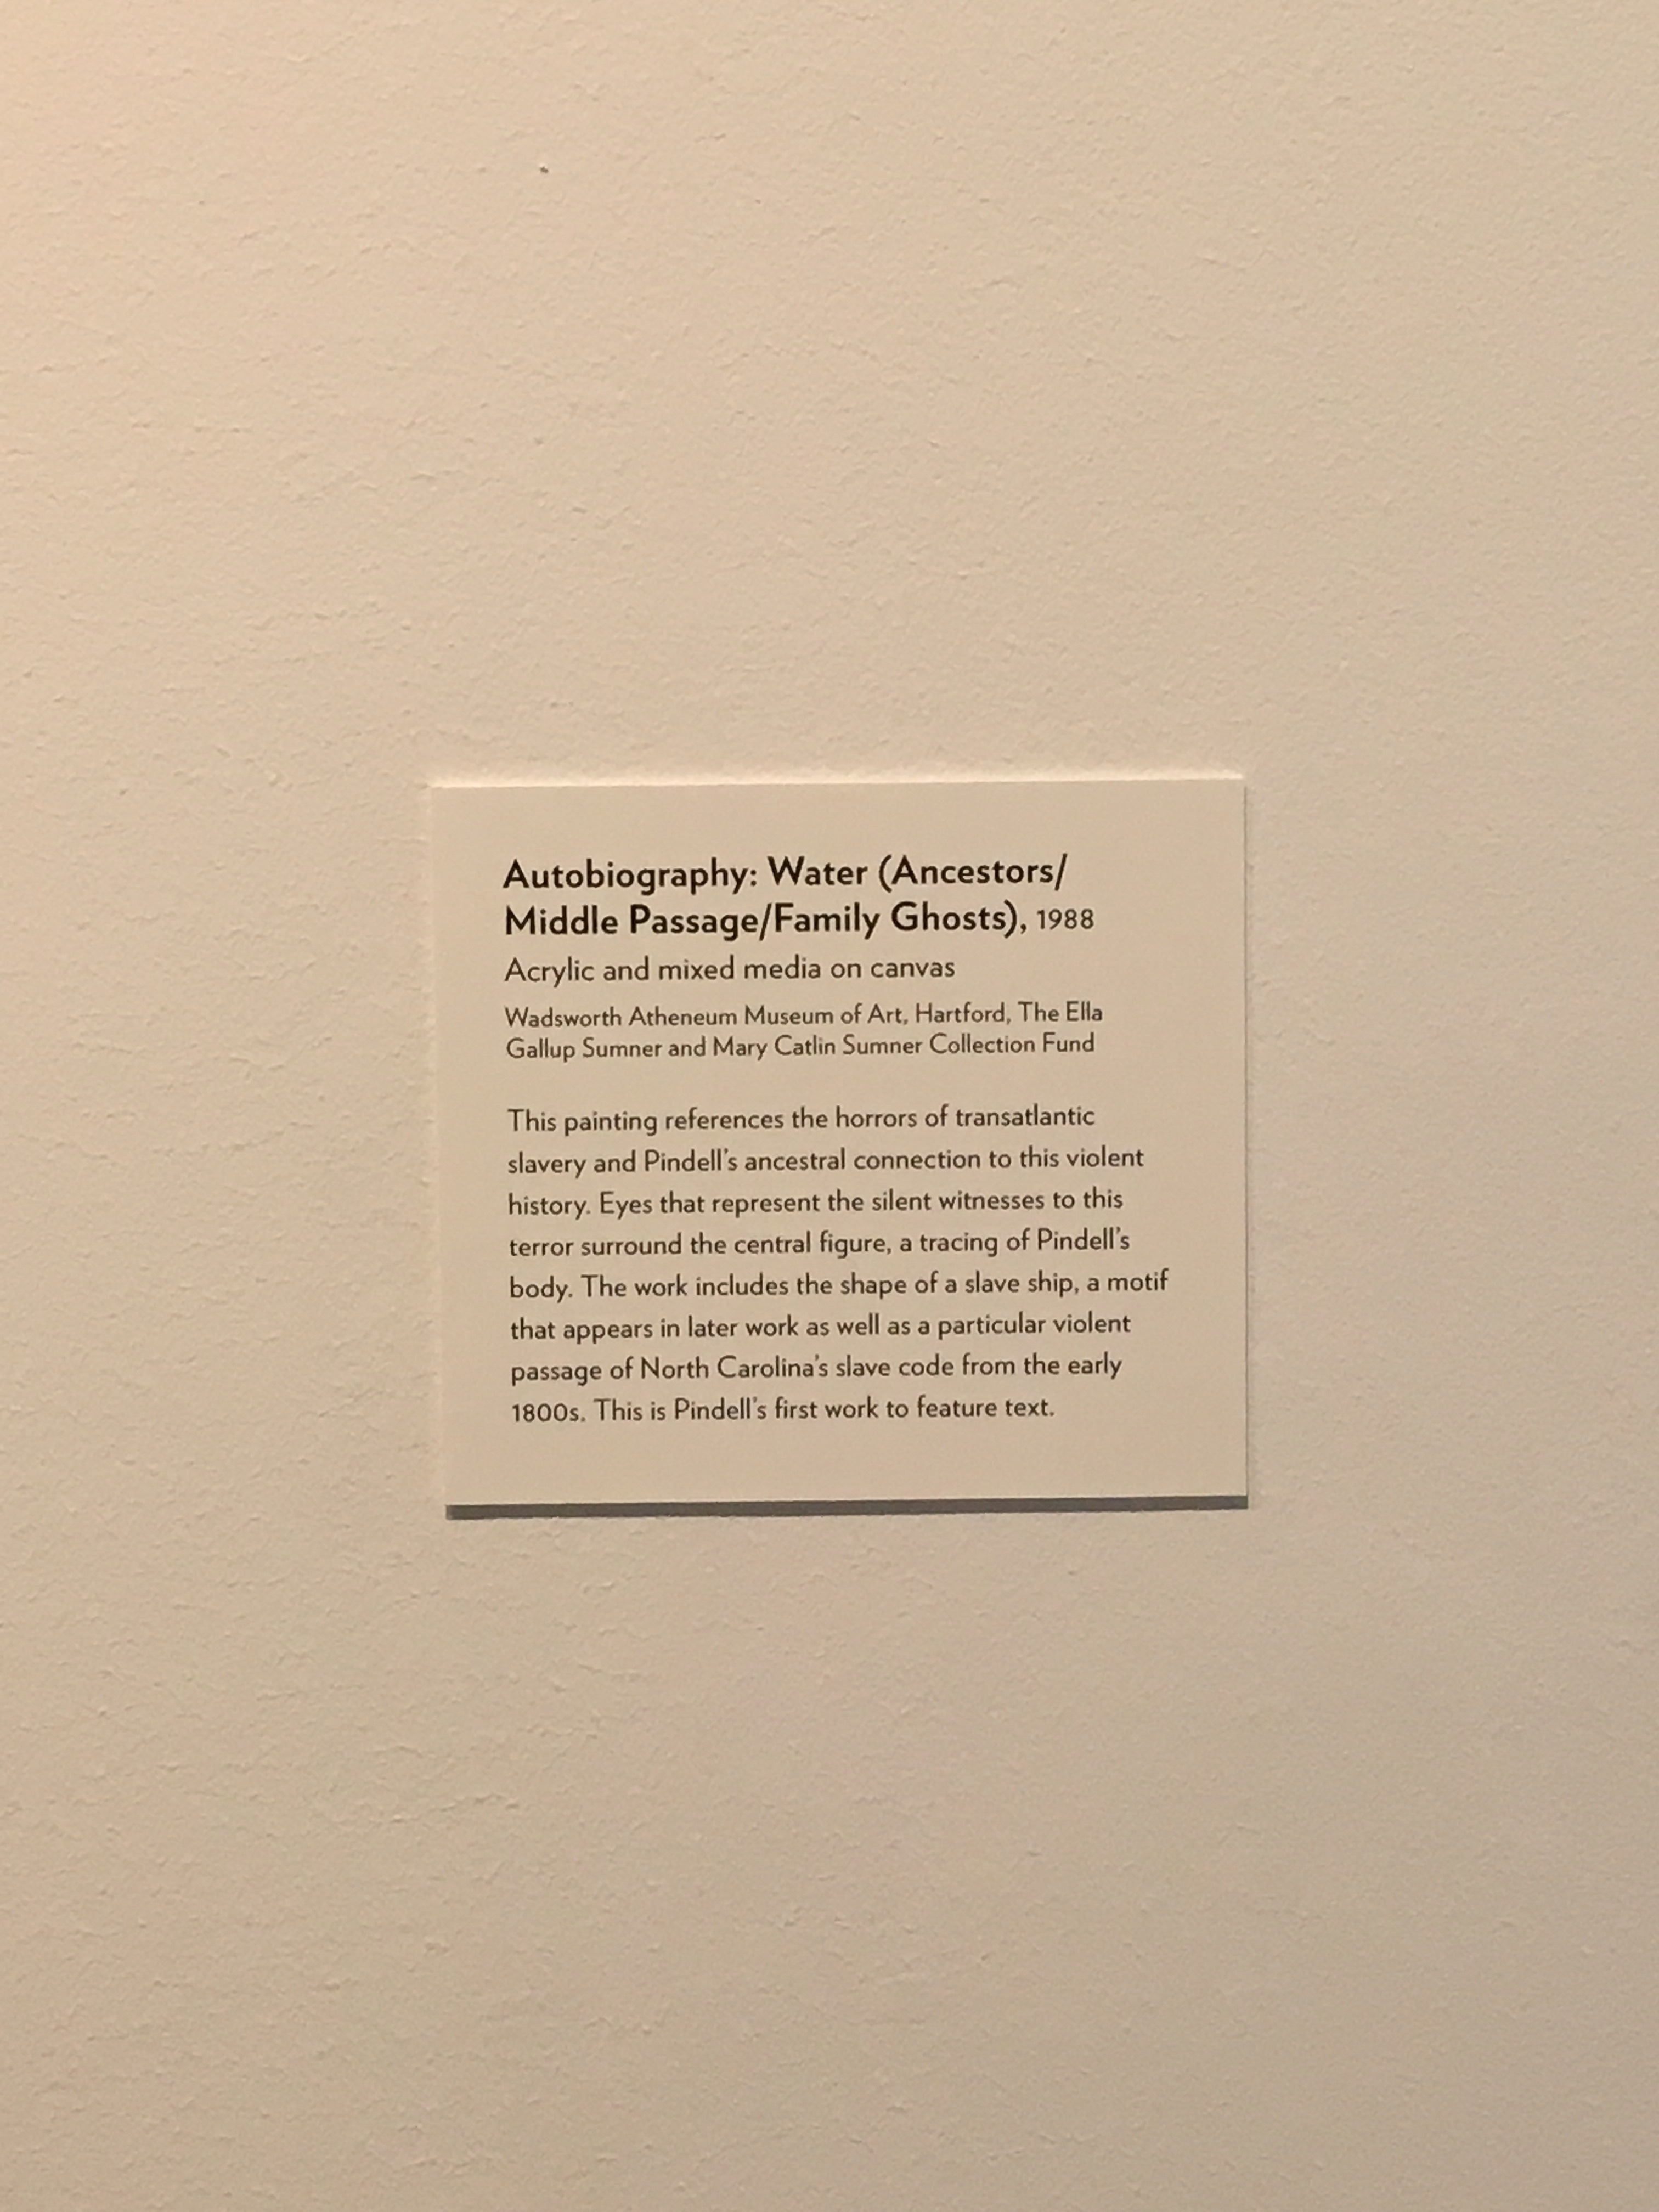 Autobiography: Water (Ancestors/
Middle Passage/Family Ghosts), 1988
Acrylic and mixed media on canvas
Wadsworth Atheneum Museum of Art, Hartford, The Ella
Gallup Sumner and Mary Catlin Sumner Collection Fund
This painting references the horrors of transatlantic
slavery and Pindell's ancestral connection to this violent
history. Eyes that represent the silent witnesses to this
terror surround the central figure, a tracing of Pindell's
body. The work includes the shape of a slave ship, a motif
that appears in later work as well as a particular violent
passage of North Carolina's slave code from the early
1800s. This is Pindell's first work to feature text.